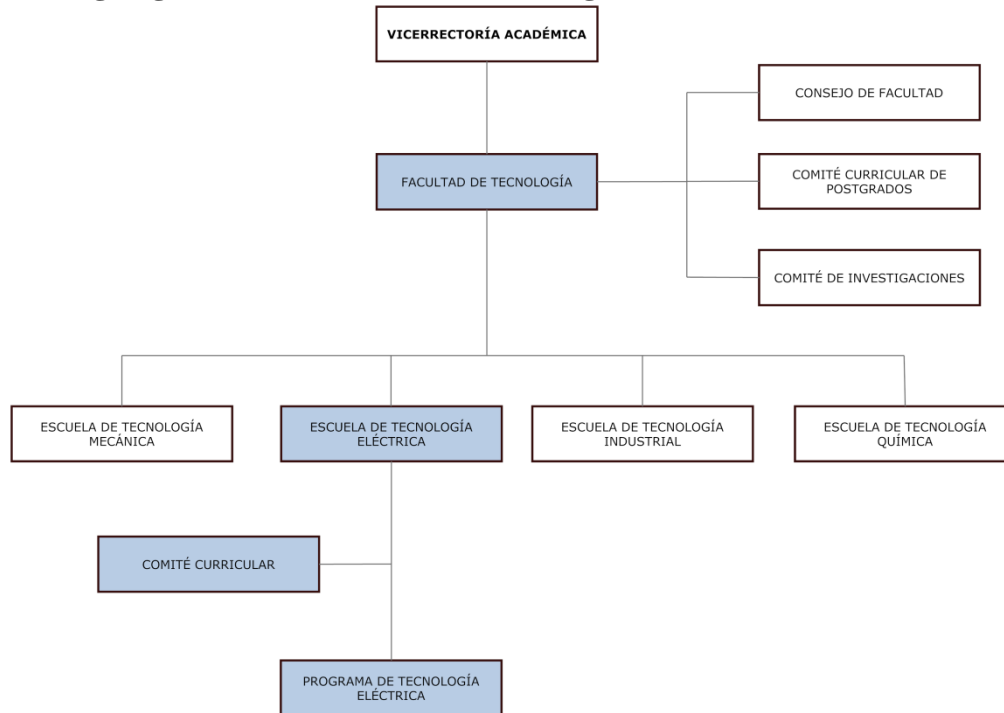 VICERRECTORÍA ACADÉMICA
CONSEJO DE FACULTAD
FACULTAD DE TECNOLOGÍA
COMITÉ CURRICULAR DE
POSTGRADOS
COMITÉ DE INVESTIGACIONES
ESCUELA DE TECNOLOGÍA
MECÁNICA
ESCUELA DE TECNOLOGÍA
ELÉCTRICA
ESCUELA DE TECNOLOGÍA
INDUSTRIAL
ESCUELA DE TECNOLOGÍA
QUÍMICA
COMITÉ CURRICULAR
PROGRAMA DE TECNOLOGÍA
ELÉCTRICA